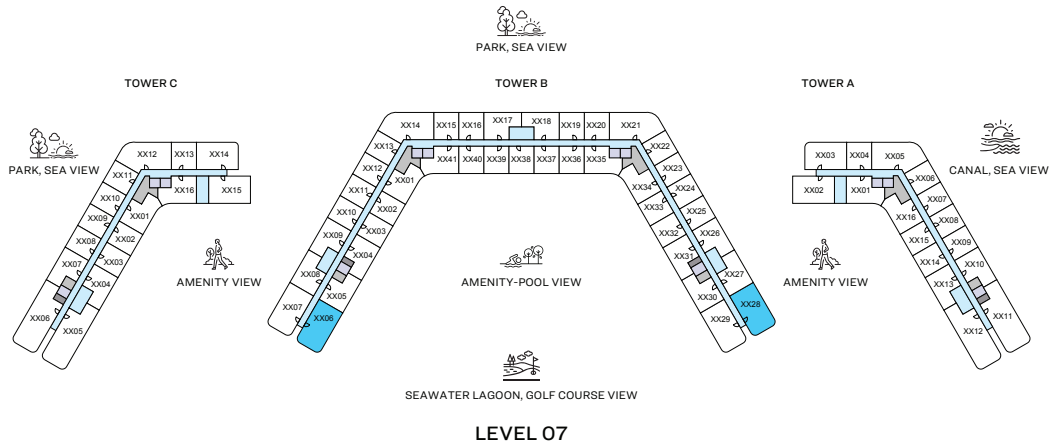 PARK, SEA VIEW
TOWER C
TOWER B
TOWER A
PARK, SEA VIEW
CANAL, SEA VIEW
XX12
XX13
XX14
XX11
XX16
XX15
XX10
XX01
XX09
XX02
XX08
XX03
XX07
XX04
XX06
XX05
XX14
XX15
XX16
XX17
XX18
XX19
XX20
XX21
XX13
XX41
XX40
XX39
XX38
XX37
XX36
XX35
XX22
XX12
XX01
XX34
XX23
XX11
XX02
XX33
XX24
XX10
XX03
XX32
XX25
XX09
XX04
XX31
XX26
XX08
XX05
XX30
XX27
XX07
XX06
XX29
XX28
XX03
XX04
XX05
XX02
XX01
XX06
XX16
XX07
XX15
XX08
XX14
XX09
XX13
XX10
XX12
XX11
AMENITY VIEW
AMENITY-POOL VIEW
AMENITY VIEW
SEAWATER LAGOON, GOLF COURSE VIEW
LEVEL 07